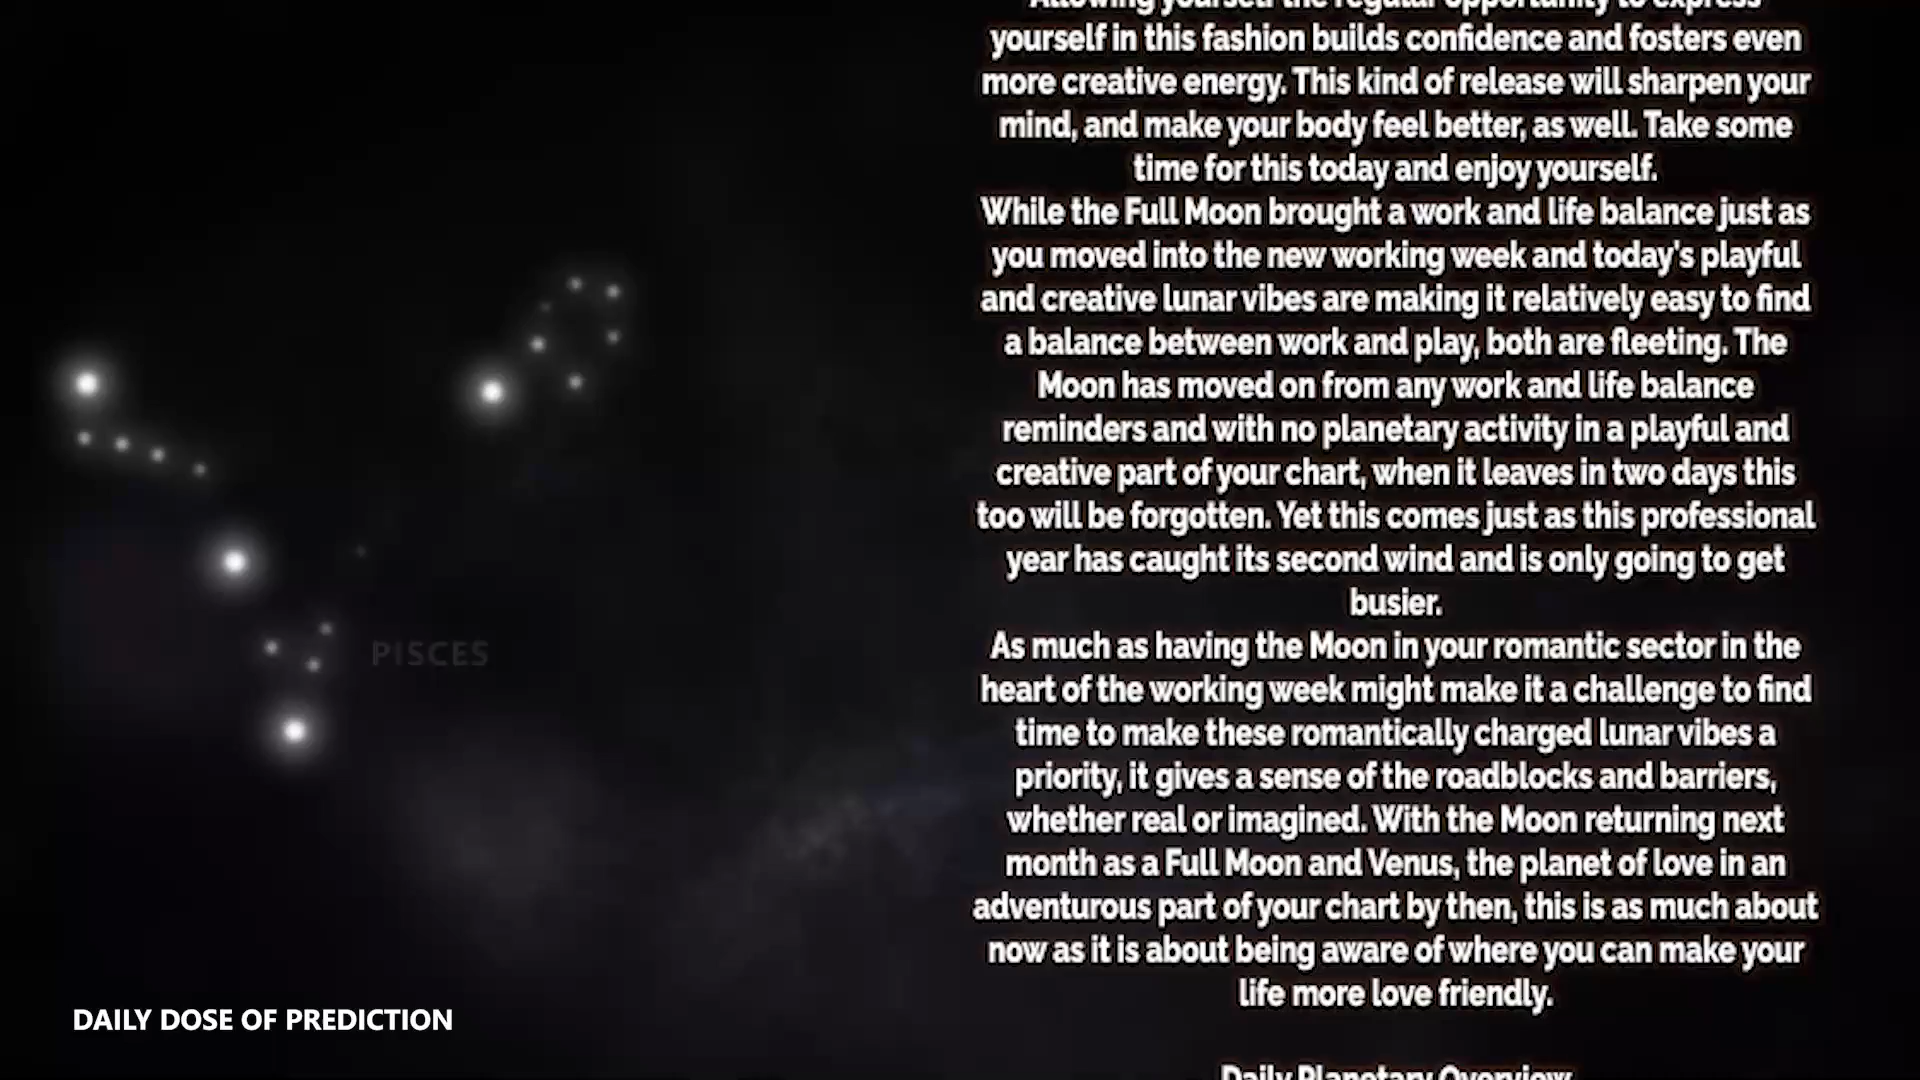 Allowing yourself the regular opportunity to express
yourself in this fashion builds confidence and fosters even
more creative energy. This kind of release will sharpen your
mind, and make your body feel better, as well. Take some
time for this today and enjoy yourself.
While the Full Moon brought a work and life balance just as
you moved into the new working week and today's playful
and creative lunar vibes are making it relatively easy to find
a balance between work and play, both are fleeting. The
Moon has moved on from any work and life balance
reminders and with no planetary activity in a playful and
creative part of your chart, when it leaves in two days this
too will be forgotten. Yet this comes just as this professional
year has caught its second wind and is only going to get
busier.
As much as having the Moon in your romantic sector in the
heart of the working week might make it a challenge to find
time to make these romantically charged lunar vibes a
priority, it gives a sense of the roadblocks and barriers,
whether real or imagined. With the Moon returning next
month as a Full Moon and Venus, the planet of love in an
adventurous part of your chart by then, this is as much about
now as it is about being aware of where you can make your
life more love friendly.
Daily Planetary Overview
PISCES
DAILY DOSE OF PREDICTION